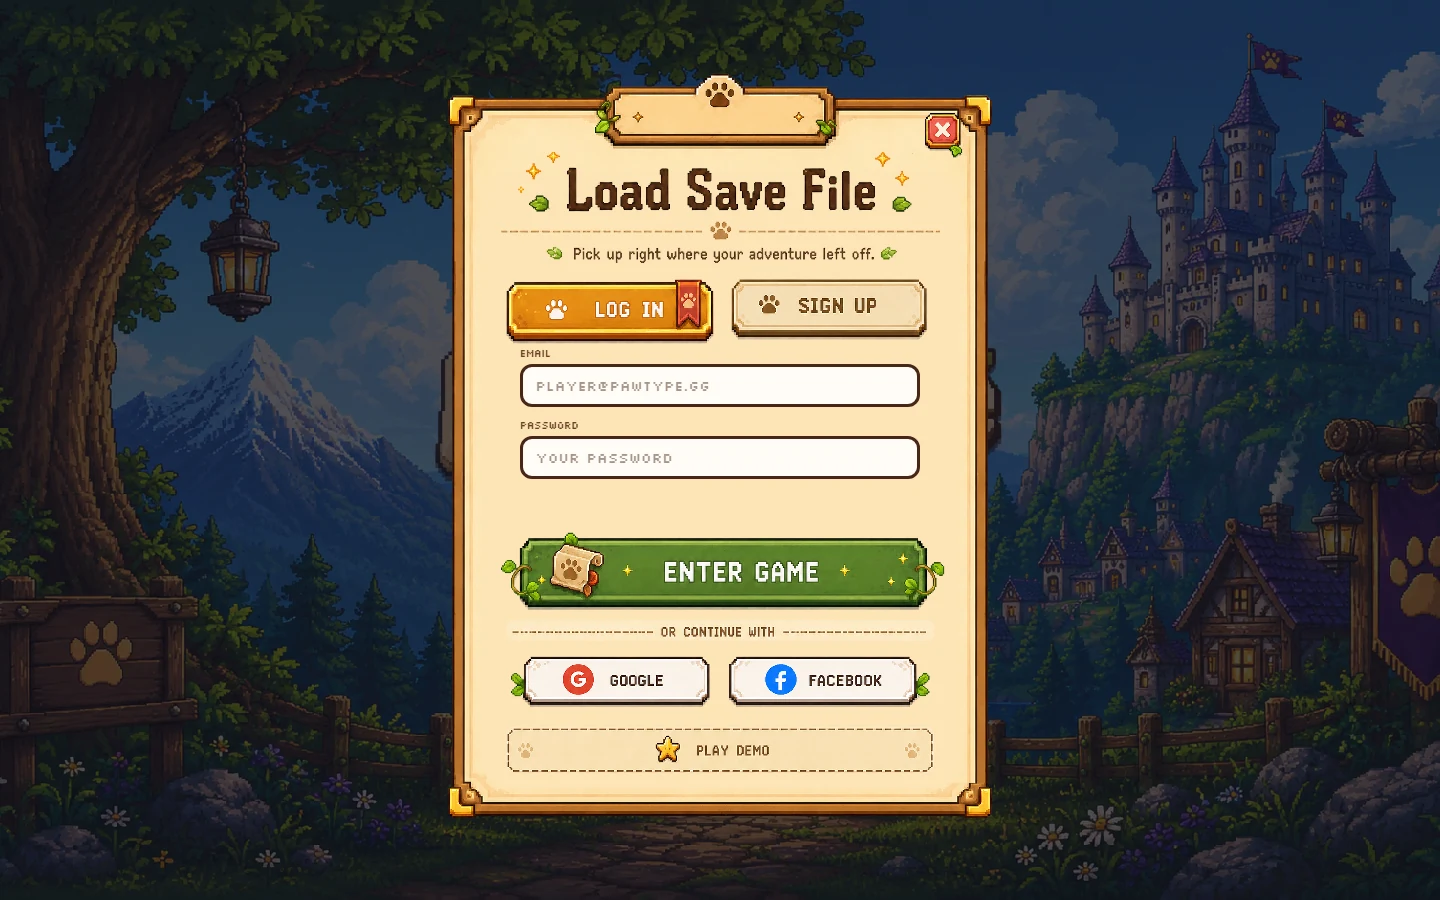 Load Save File
Pick up right where your adventure left off.
LOG IN
SIGN UP
EMAIL
PLAYER@PAWTYPE.GG
PASSWORD
YOUR PASSWORD
ENTER GAME
OR CONTINUE WITH
GOOGLE
FACEBOOK
PLAY DEMO